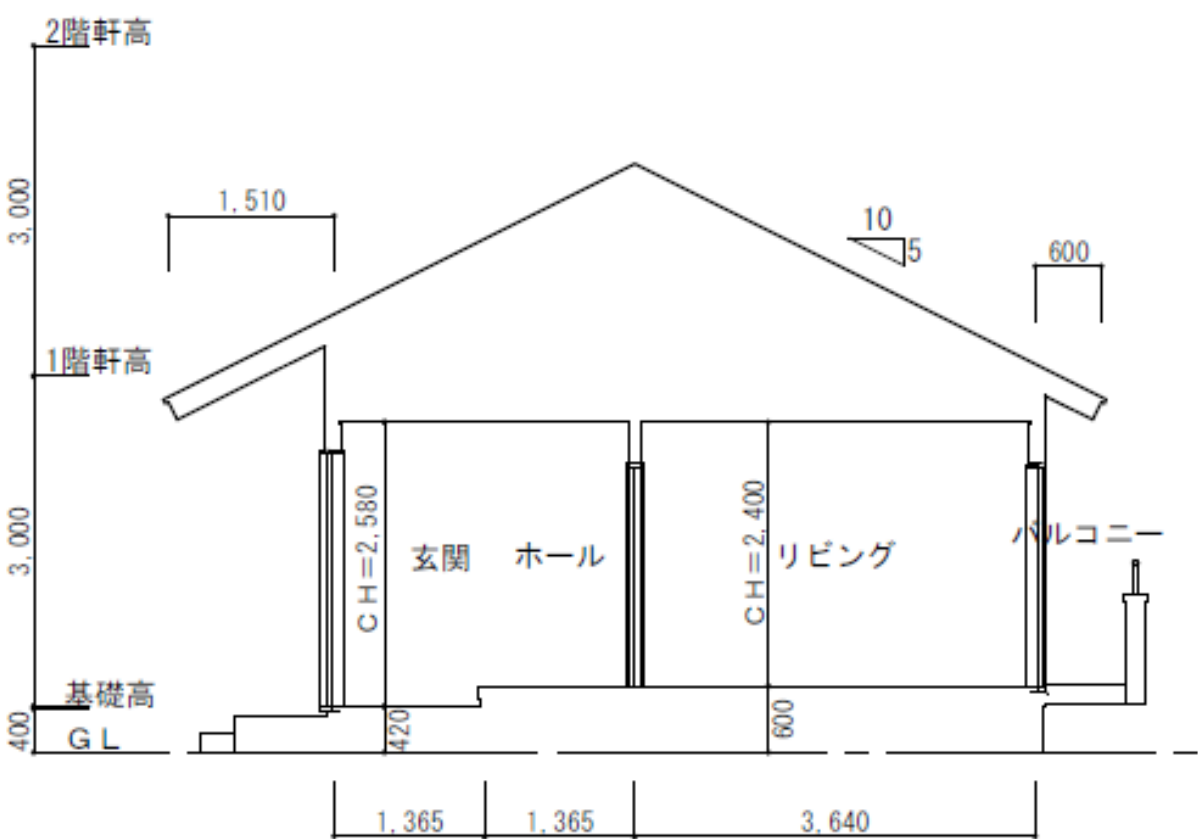 2階軒高
3,000
1,510
10
5
600
1階軒高
3,000
CH=2,580
玄関
ホール
CH=2,400
リビング
バルコニー
基礎高
400
GL
420
600
1,365
1,365
3,640